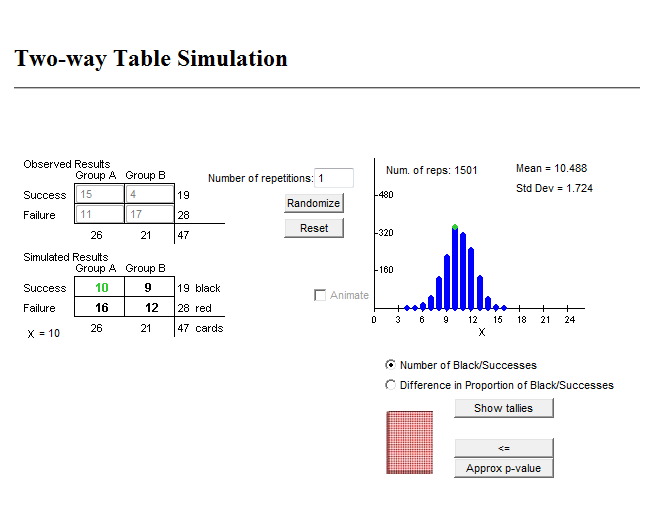 Two-way Table Simulation
Observed Results
Group A Group B
Success 15 4 19
Failure 11 17 28
26 21 47
Number of repetitions: 1
Randomize
Reset
Simulated Results
Group A Group B
Success 10 9 19 black
Failure 16 12 28 red
X = 10 26 21 47 cards
Animate
Num. of reps: 1501
Mean = 10.488
Std Dev = 1.724
480
320
160
0 3 6 9 12 15 18 21 24
X
Number of Black/Successes
Difference in Proportion of Black/Successes
Show tallies
<=
Approx p-value